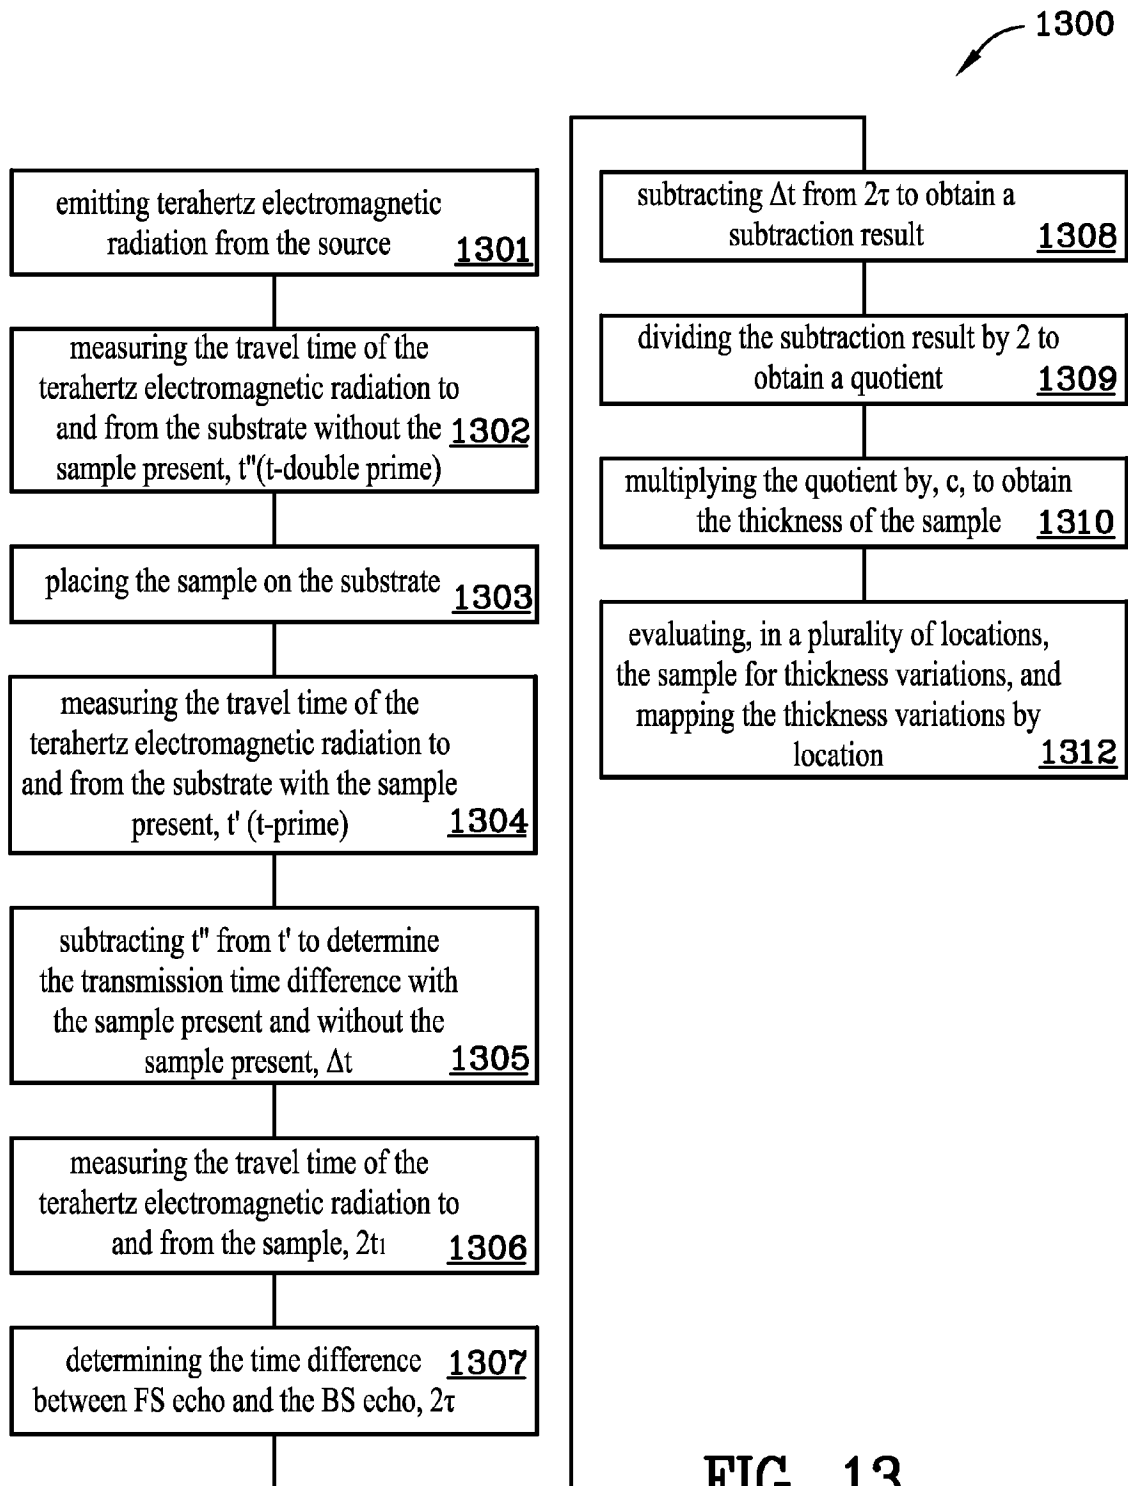 1300
emitting terahertz electromagnetic
radiation from the source 1301
measuring the travel time of the
terahertz electromagnetic radiation to
and from the substrate without the 1302
sample present, t"(t-double prime)
placing the sample on the substrate 1303
measuring the travel time of the
terahertz electromagnetic radiation to
and from the substrate with the sample
present, t' (t-prime) 1304
subtracting t" from t' to determine
the transmission time difference with
the sample present and without the
sample present, Δt 1305
measuring the travel time of the
terahertz electromagnetic radiation to
and from the sample, 2t₁ 1306
determining the time difference 1307
between FS echo and the BS echo, 2τ
subtracting Δt from 2τ to obtain a
subtraction result 1308
dividing the subtraction result by 2 to
obtain a quotient 1309
multiplying the quotient by, c, to obtain
the thickness of the sample 1310
evaluating, in a plurality of locations,
the sample for thickness variations, and
mapping the thickness variations by
location 1312
FIG. 13